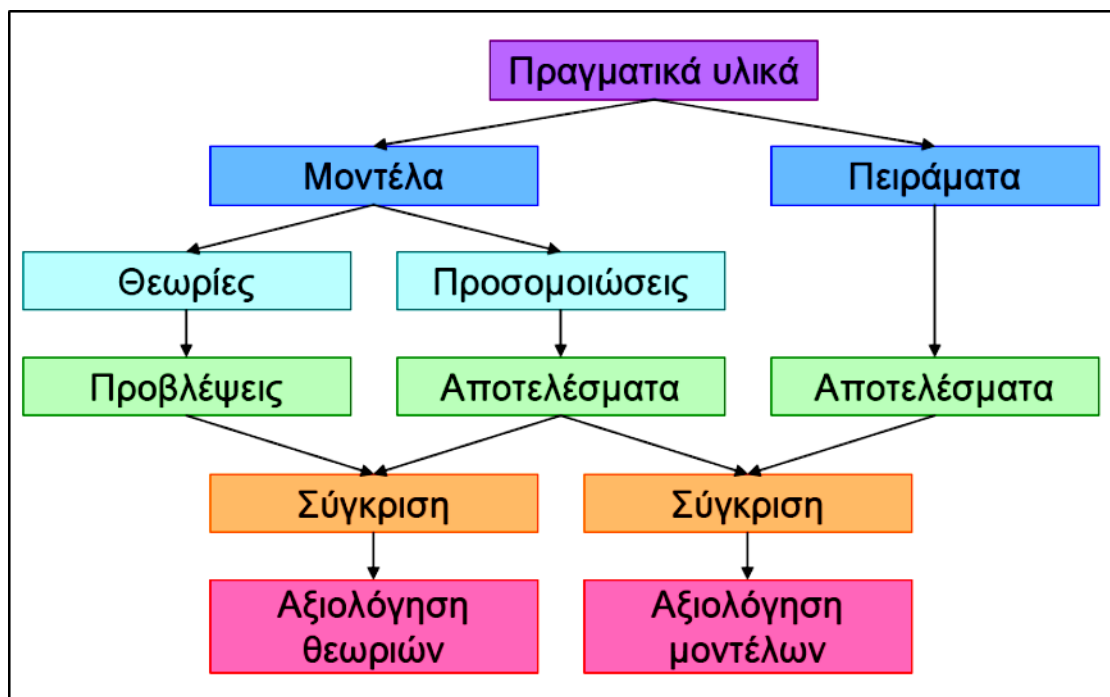 Πραγματικά υλικά
Μοντέλα
Πειράματα
Θεωρίες
Προσομοιώσεις
Προβλέψεις
Αποτελέσματα
Αποτελέσματα
Σύγκριση
Σύγκριση
Αξιολόγηση
θεωριών
Αξιολόγηση
μοντέλων